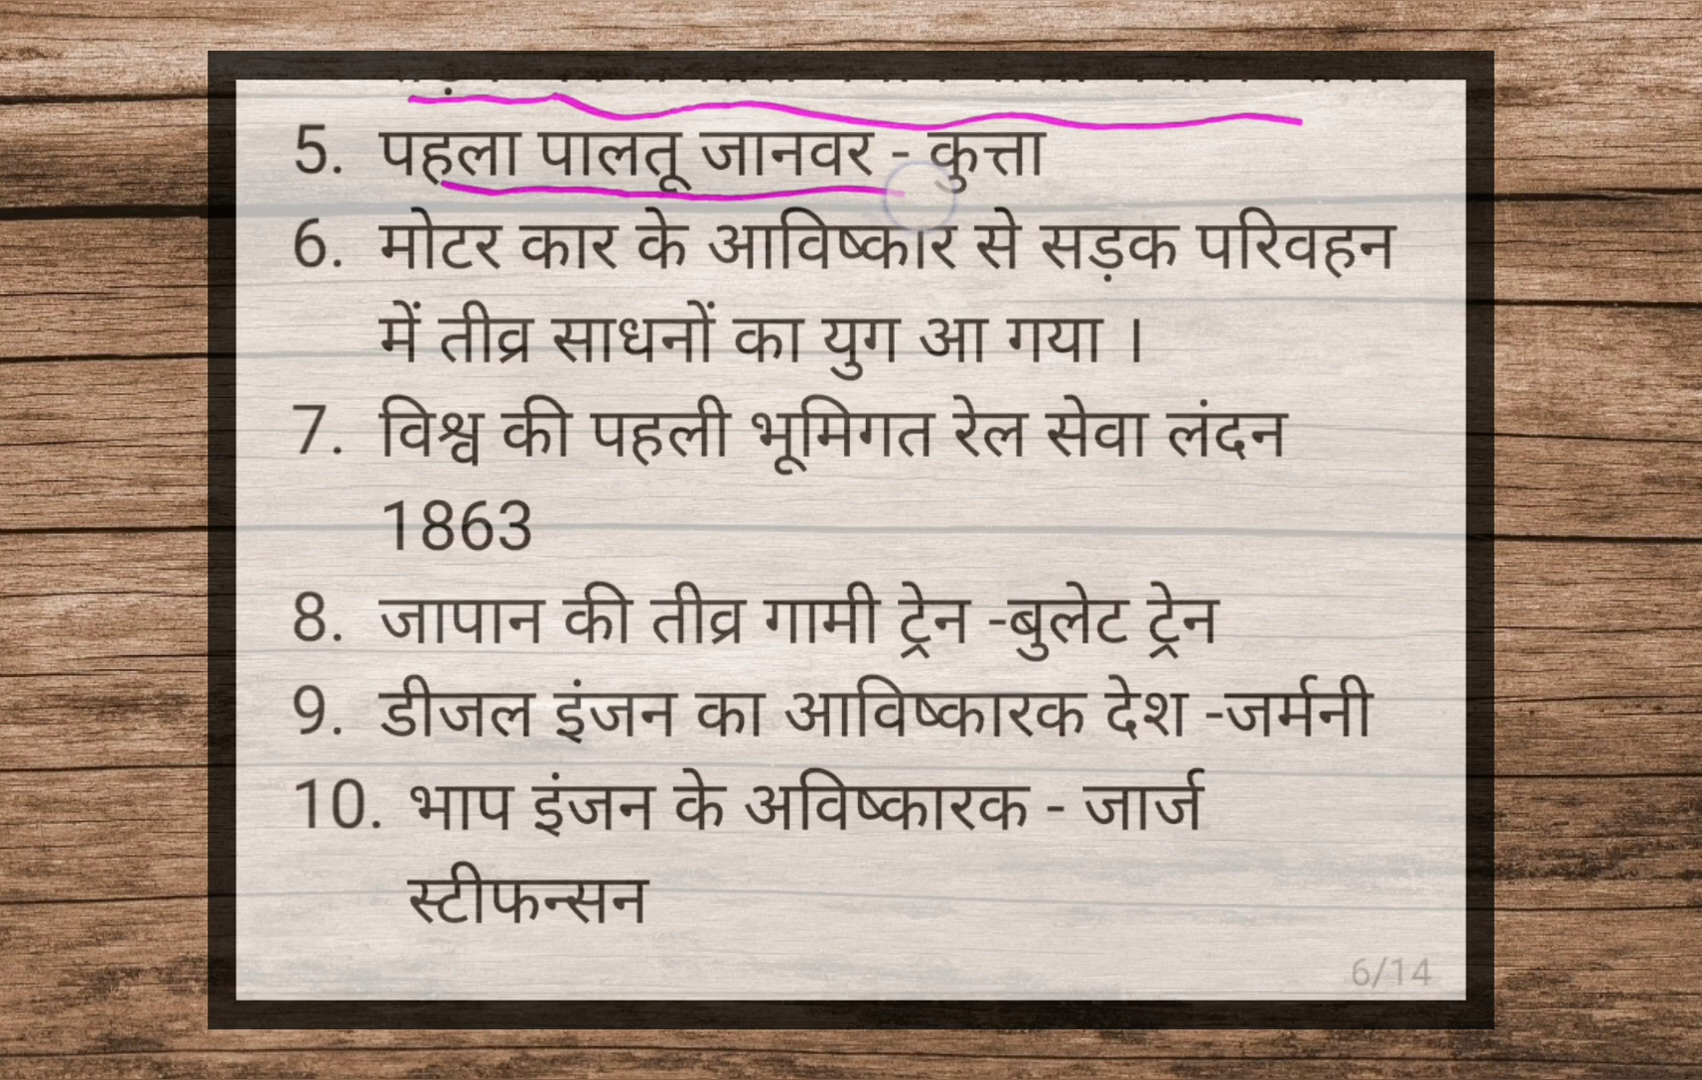 5. पहला पालतू जानवर - कुत्ता
6. मोटर कार के आविष्कार से सड़क परिवहन
में तीव्र साधनों का युग आ गया ।
7. विश्व की पहली भूमिगत रेल सेवा लंदन
1863
8. जापान की तीव्र गामी ट्रेन -बुलेट ट्रेन
9. डीजल इंजन का आविष्कारक देश -जर्मनी
10. भाप इंजन के अविष्कारक - जार्ज
स्टीफन्सन
6/14